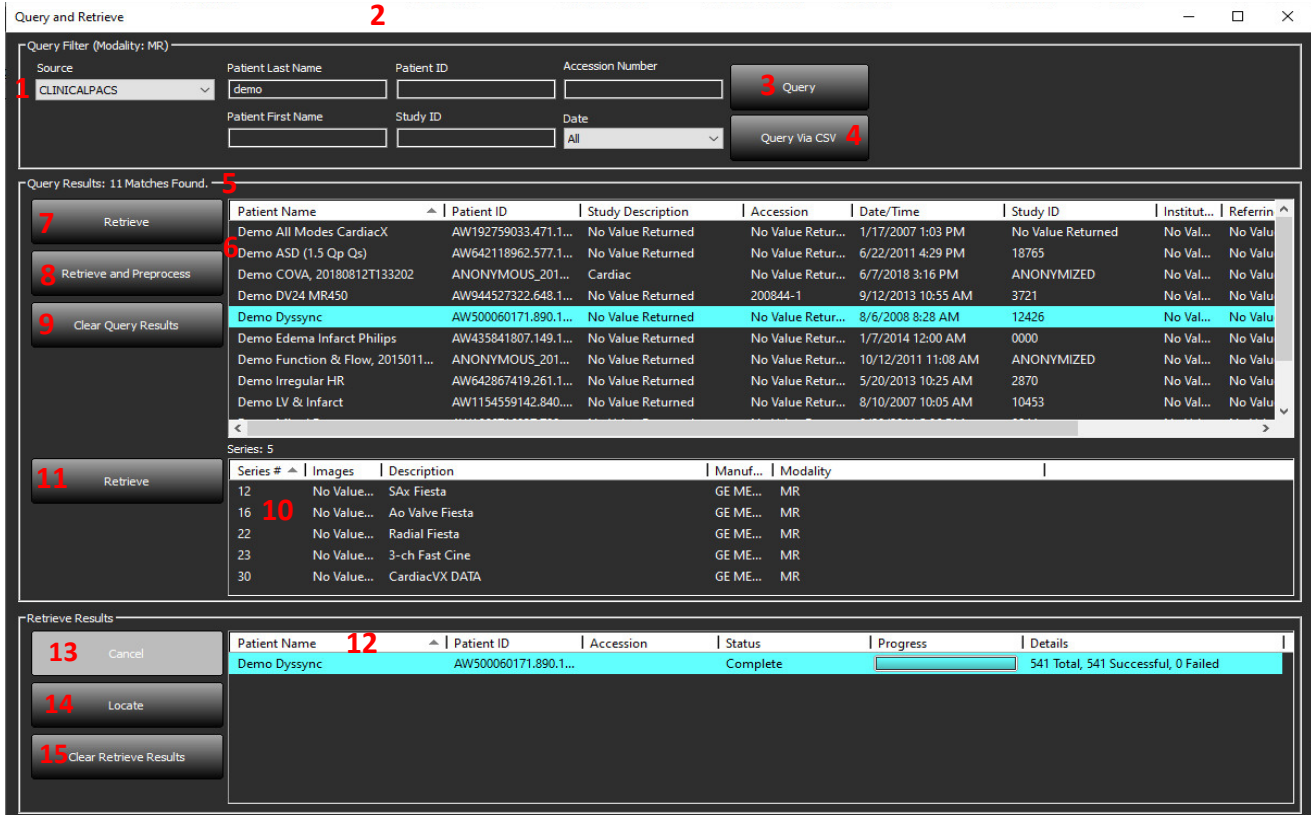 Query and Retrieve 2
Query Filter (Modality: MR)
Source Patient Last Name Patient ID Accession Number
1 CLINICALPACS demo 3 Query
Patient First Name Study ID Date
All Query Via CSV 4
Query Results: 11 Matches Found. 5
7 Retrieve
8 Retrieve and Preprocess
9 Clear Query Results
Patient Name Patient ID Study Description Accession Date/Time Study ID Institut... Referrin
Demo All Modes CardiacX AW192759033.471.1... No Value Returned No Value Retur... 1/17/2007 1:03 PM No Value Returned No Val... No Valu
6 Demo ASD (1.5 Qp Qs) AW642118962.577.1... No Value Returned No Value Retur... 6/22/2011 4:29 PM 18765 No Val... No Valu
Demo COVA, 20180812T133202 ANONYMOUS_201... Cardiac No Value Retur... 6/7/2018 3:16 PM ANONYMIZED No Val... No Valu
Demo DV24 MR450 AW944527322.648.1... No Value Returned 200844-1 9/12/2013 10:55 AM 3721 No Val... No Valu
Demo Dyssync AW500060171.890.1... No Value Returned No Value Retur... 8/6/2008 8:28 AM 12426 No Val... No Valu
Demo Edema Infarct Philips AW435841807.149.1... No Value Returned No Value Retur... 1/7/2014 12:00 AM 0000 No Val... No Valu
Demo Function & Flow, 2015011... ANONYMOUS_201... No Value Returned No Value Retur... 10/12/2011 11:08 AM ANONYMIZED No Val... No Valu
Demo Irregular HR AW642867419.261.1... No Value Returned No Value Retur... 5/20/2013 10:25 AM 2870 No Val... No Valu
Demo LV & Infarct AW1154559142.840.... No Value Returned No Value Retur... 8/10/2007 10:05 AM 10453 No Val... No Valu
Series: 5
11 Retrieve
Series # Images Description Manuf... Modality
12 No Value... SAx Fiesta GE ME... MR
16 10 No Value... Ao Valve Fiesta GE ME... MR
22 No Value... Radial Fiesta GE ME... MR
23 No Value... 3-ch Fast Cine GE ME... MR
30 No Value... CardiacVX DATA GE ME... MR
Retrieve Results
13 Cancel
14 Locate
15 Clear Retrieve Results
Patient Name 12 Patient ID Accession Status Progress Details
Demo Dyssync AW500060171.890.1... Complete 541 Total, 541 Successful, 0 Failed